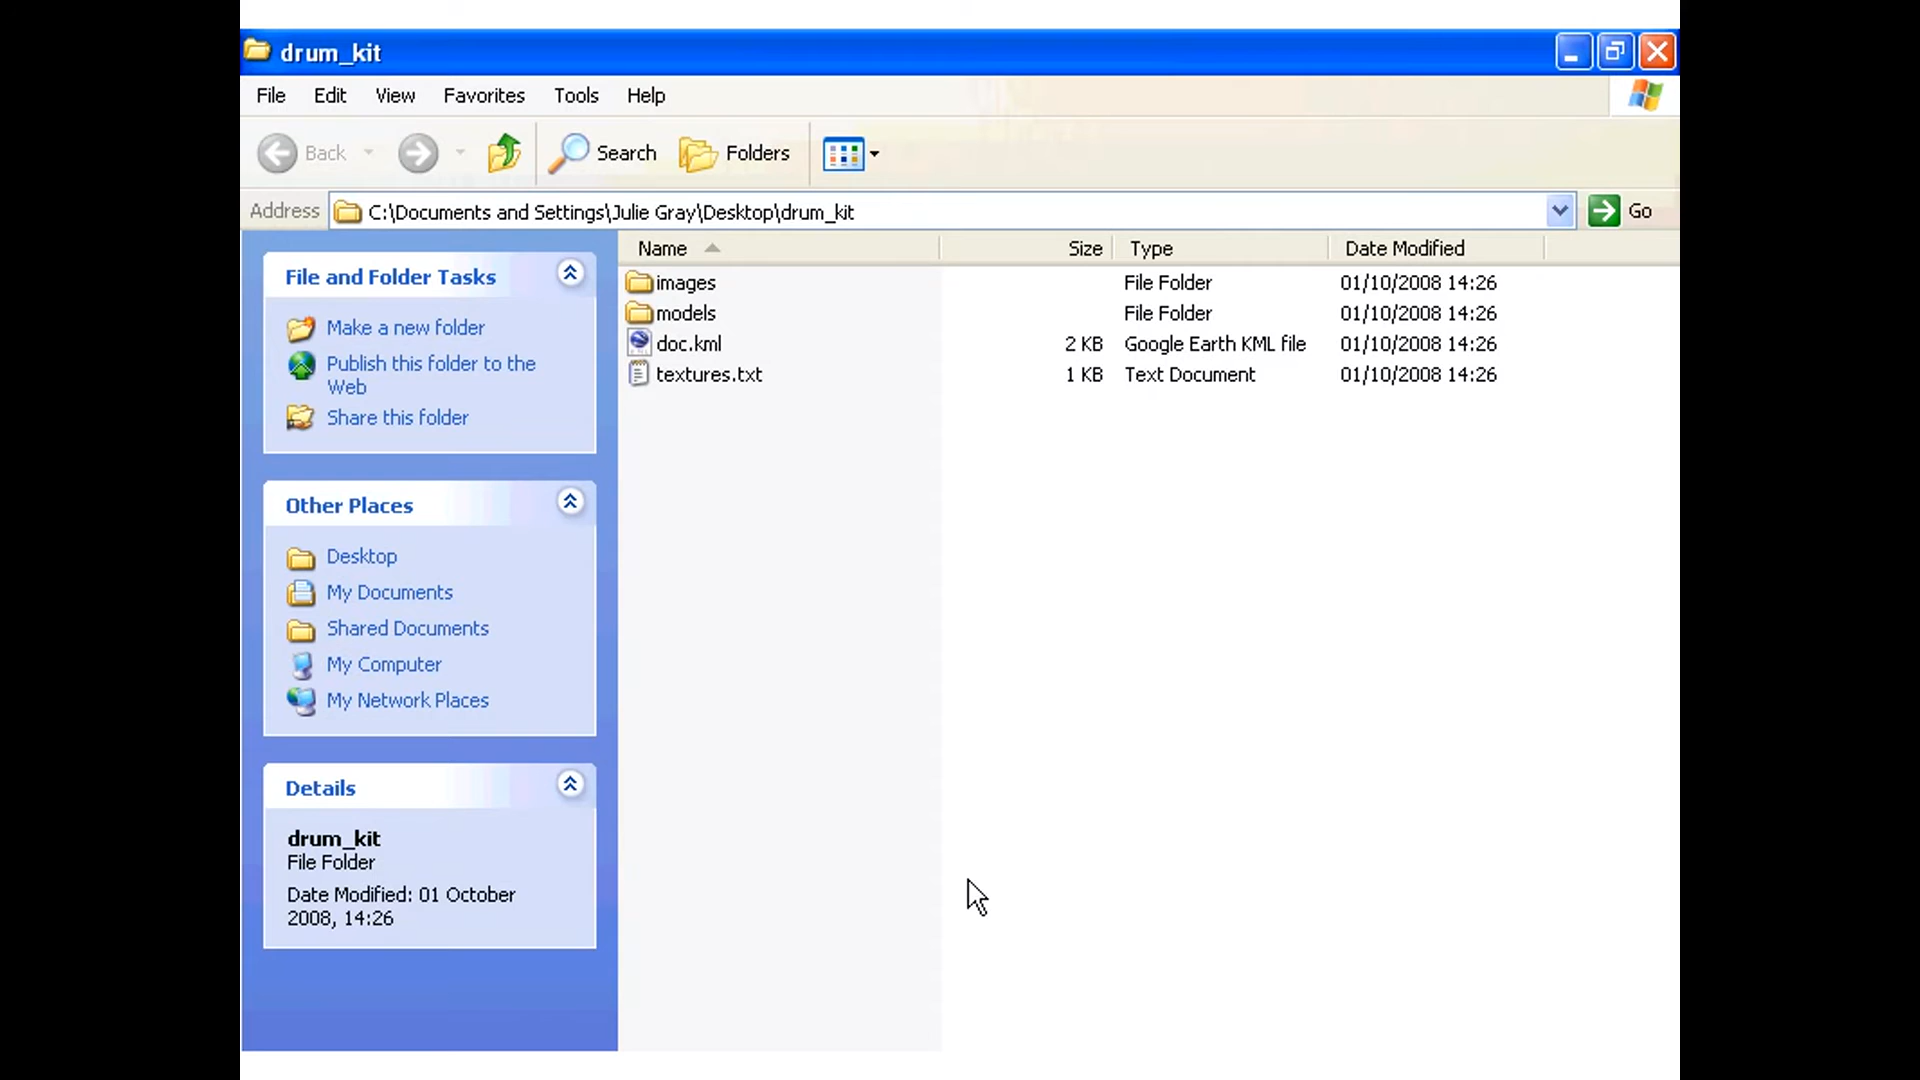 drum_kit
File Edit View Favorites Tools Help
Back Search Folders
Address C:\Documents and Settings\Julie Gray\Desktop\drum_kit Go
Name Size Type Date Modified
images File Folder 01/10/2008 14:26
models File Folder 01/10/2008 14:26
doc.kml 2 KB Google Earth KML file 01/10/2008 14:26
textures.txt 1 KB Text Document 01/10/2008 14:26
File and Folder Tasks
Make a new folder
Publish this folder to the
Web
Share this folder
Other Places
Desktop
My Documents
Shared Documents
My Computer
My Network Places
Details
drum_kit
File Folder
Date Modified: 01 October
2008, 14:26